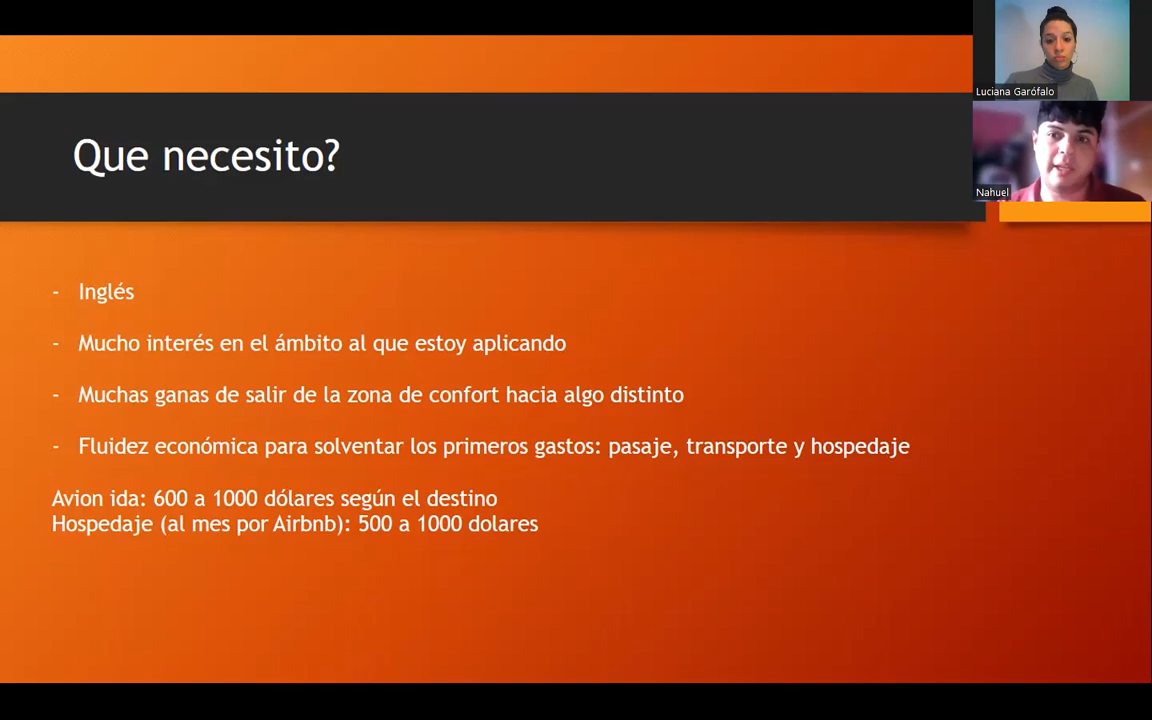 Que necesito?
- Inglés
- Mucho interés en el ámbito al que estoy aplicando
- Muchas ganas de salir de la zona de confort hacia algo distinto
- Fluidez económica para solventar los primeros gastos: pasaje, transporte y hospedaje
Avion ida: 600 a 1000 dólares según el destino
Hospedaje (al mes por Airbnb): 500 a 1000 dolares
Luciana Garófalo
Nahuel